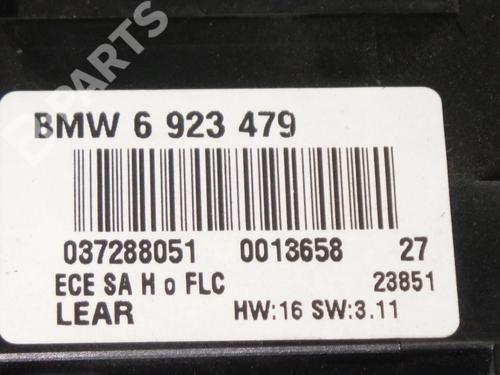 B-PARTS
BMW 6 923 479
037288051 0013658 27
ECE SA H o FLC 23851
LEAR HW:16 SW:3.11